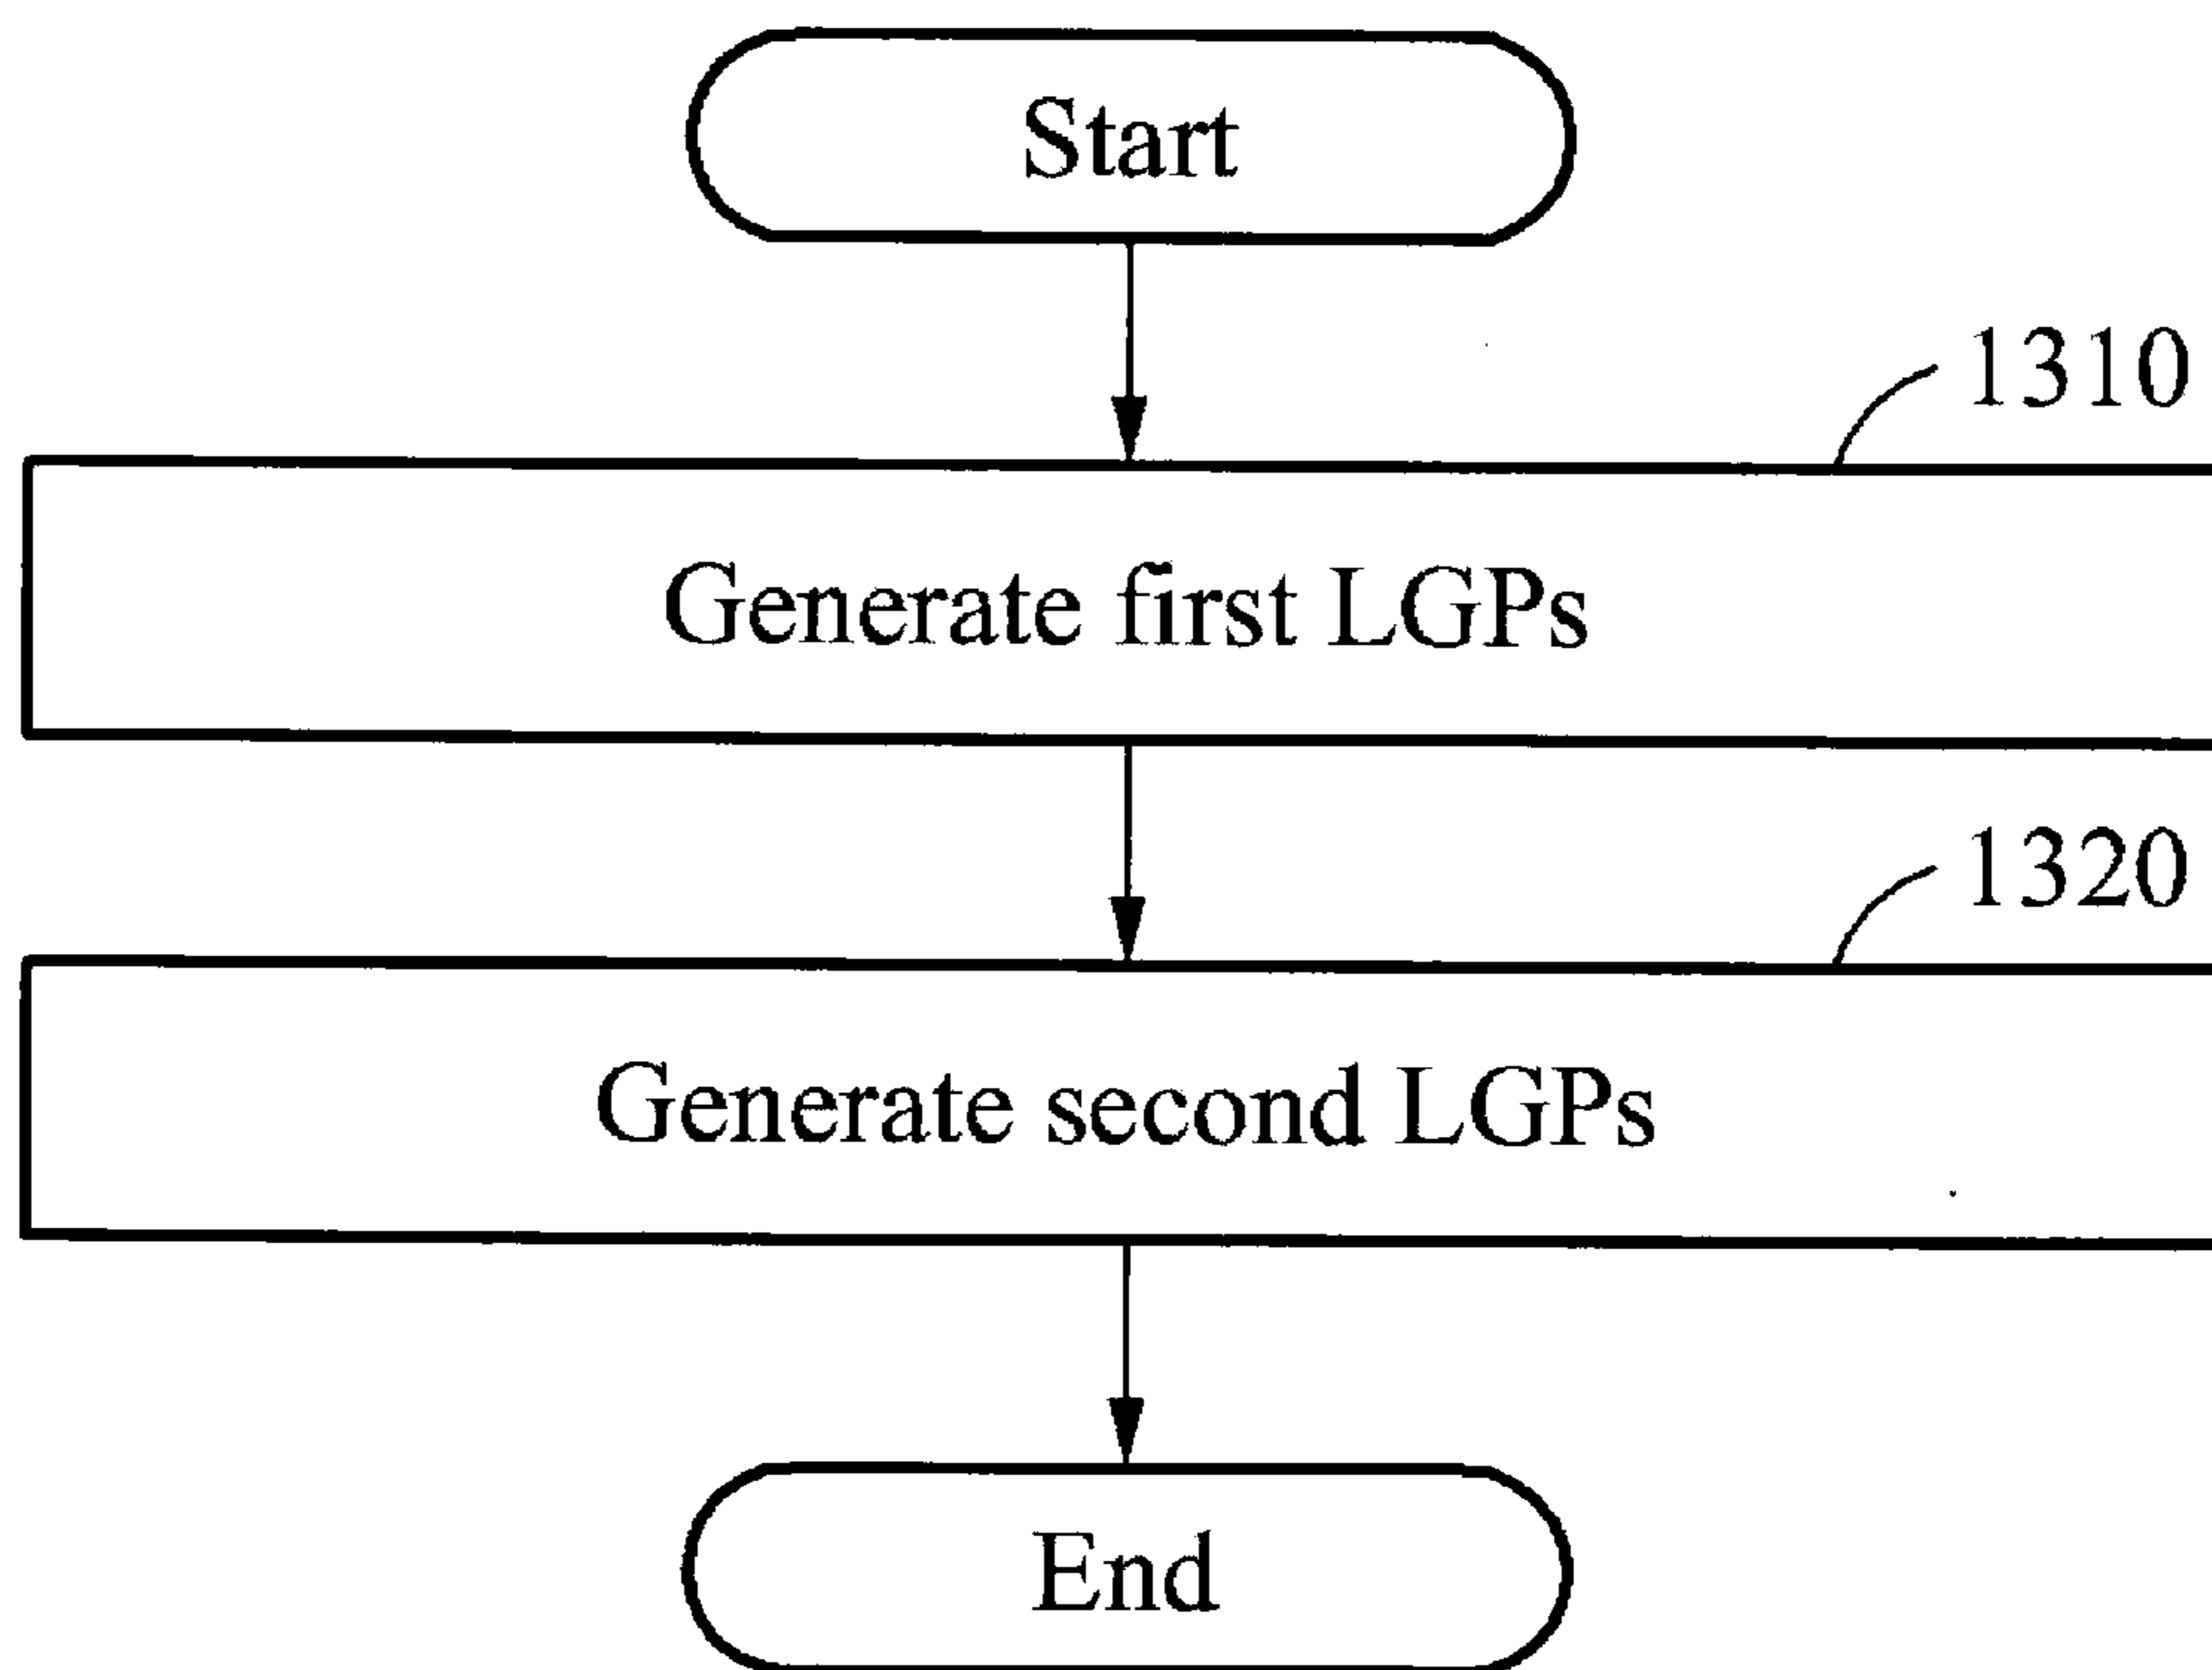 Start
1310
Generate first LGPs
1320
Generate second LGPs
End